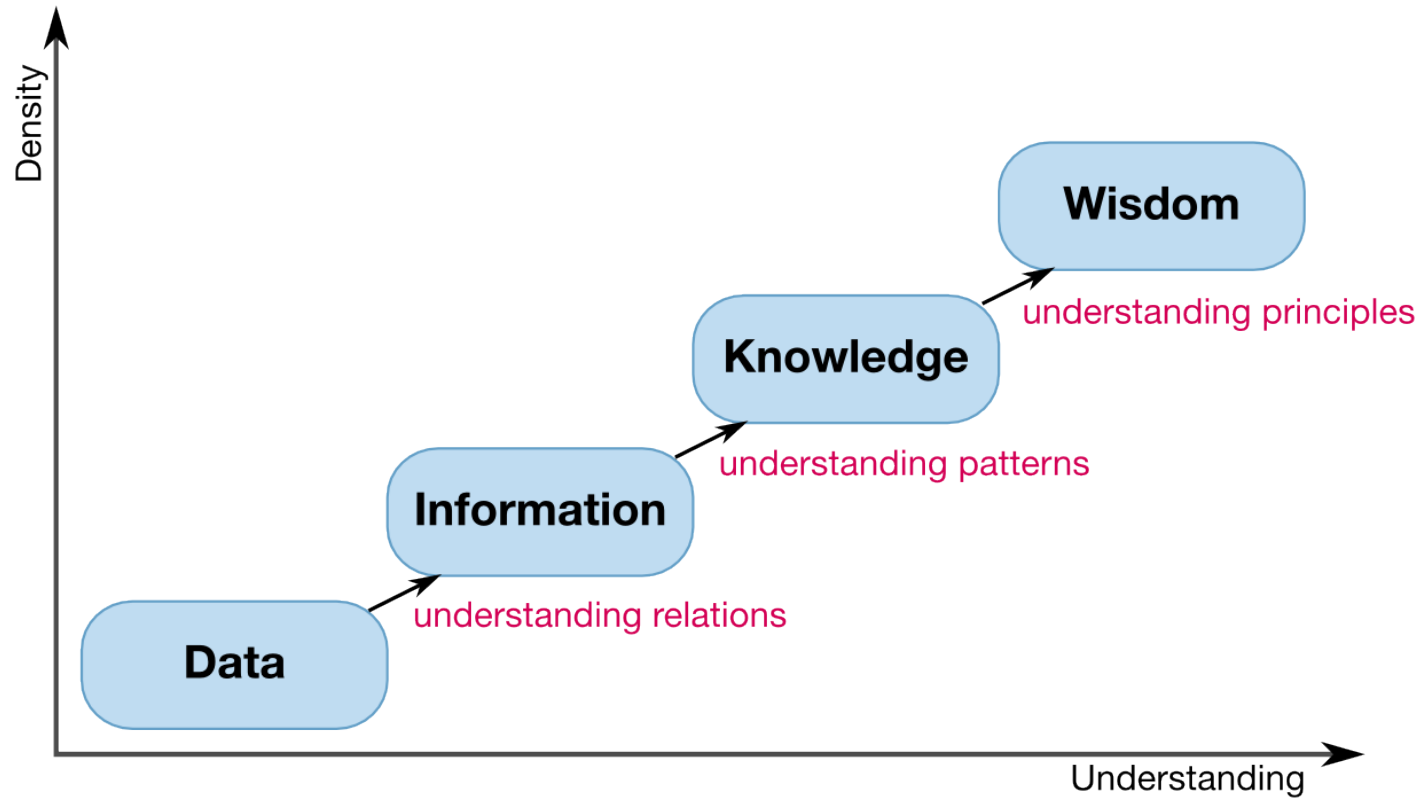 Density
Wisdom
understanding principles
Knowledge
understanding patterns
Information
understanding relations
Data
Understanding